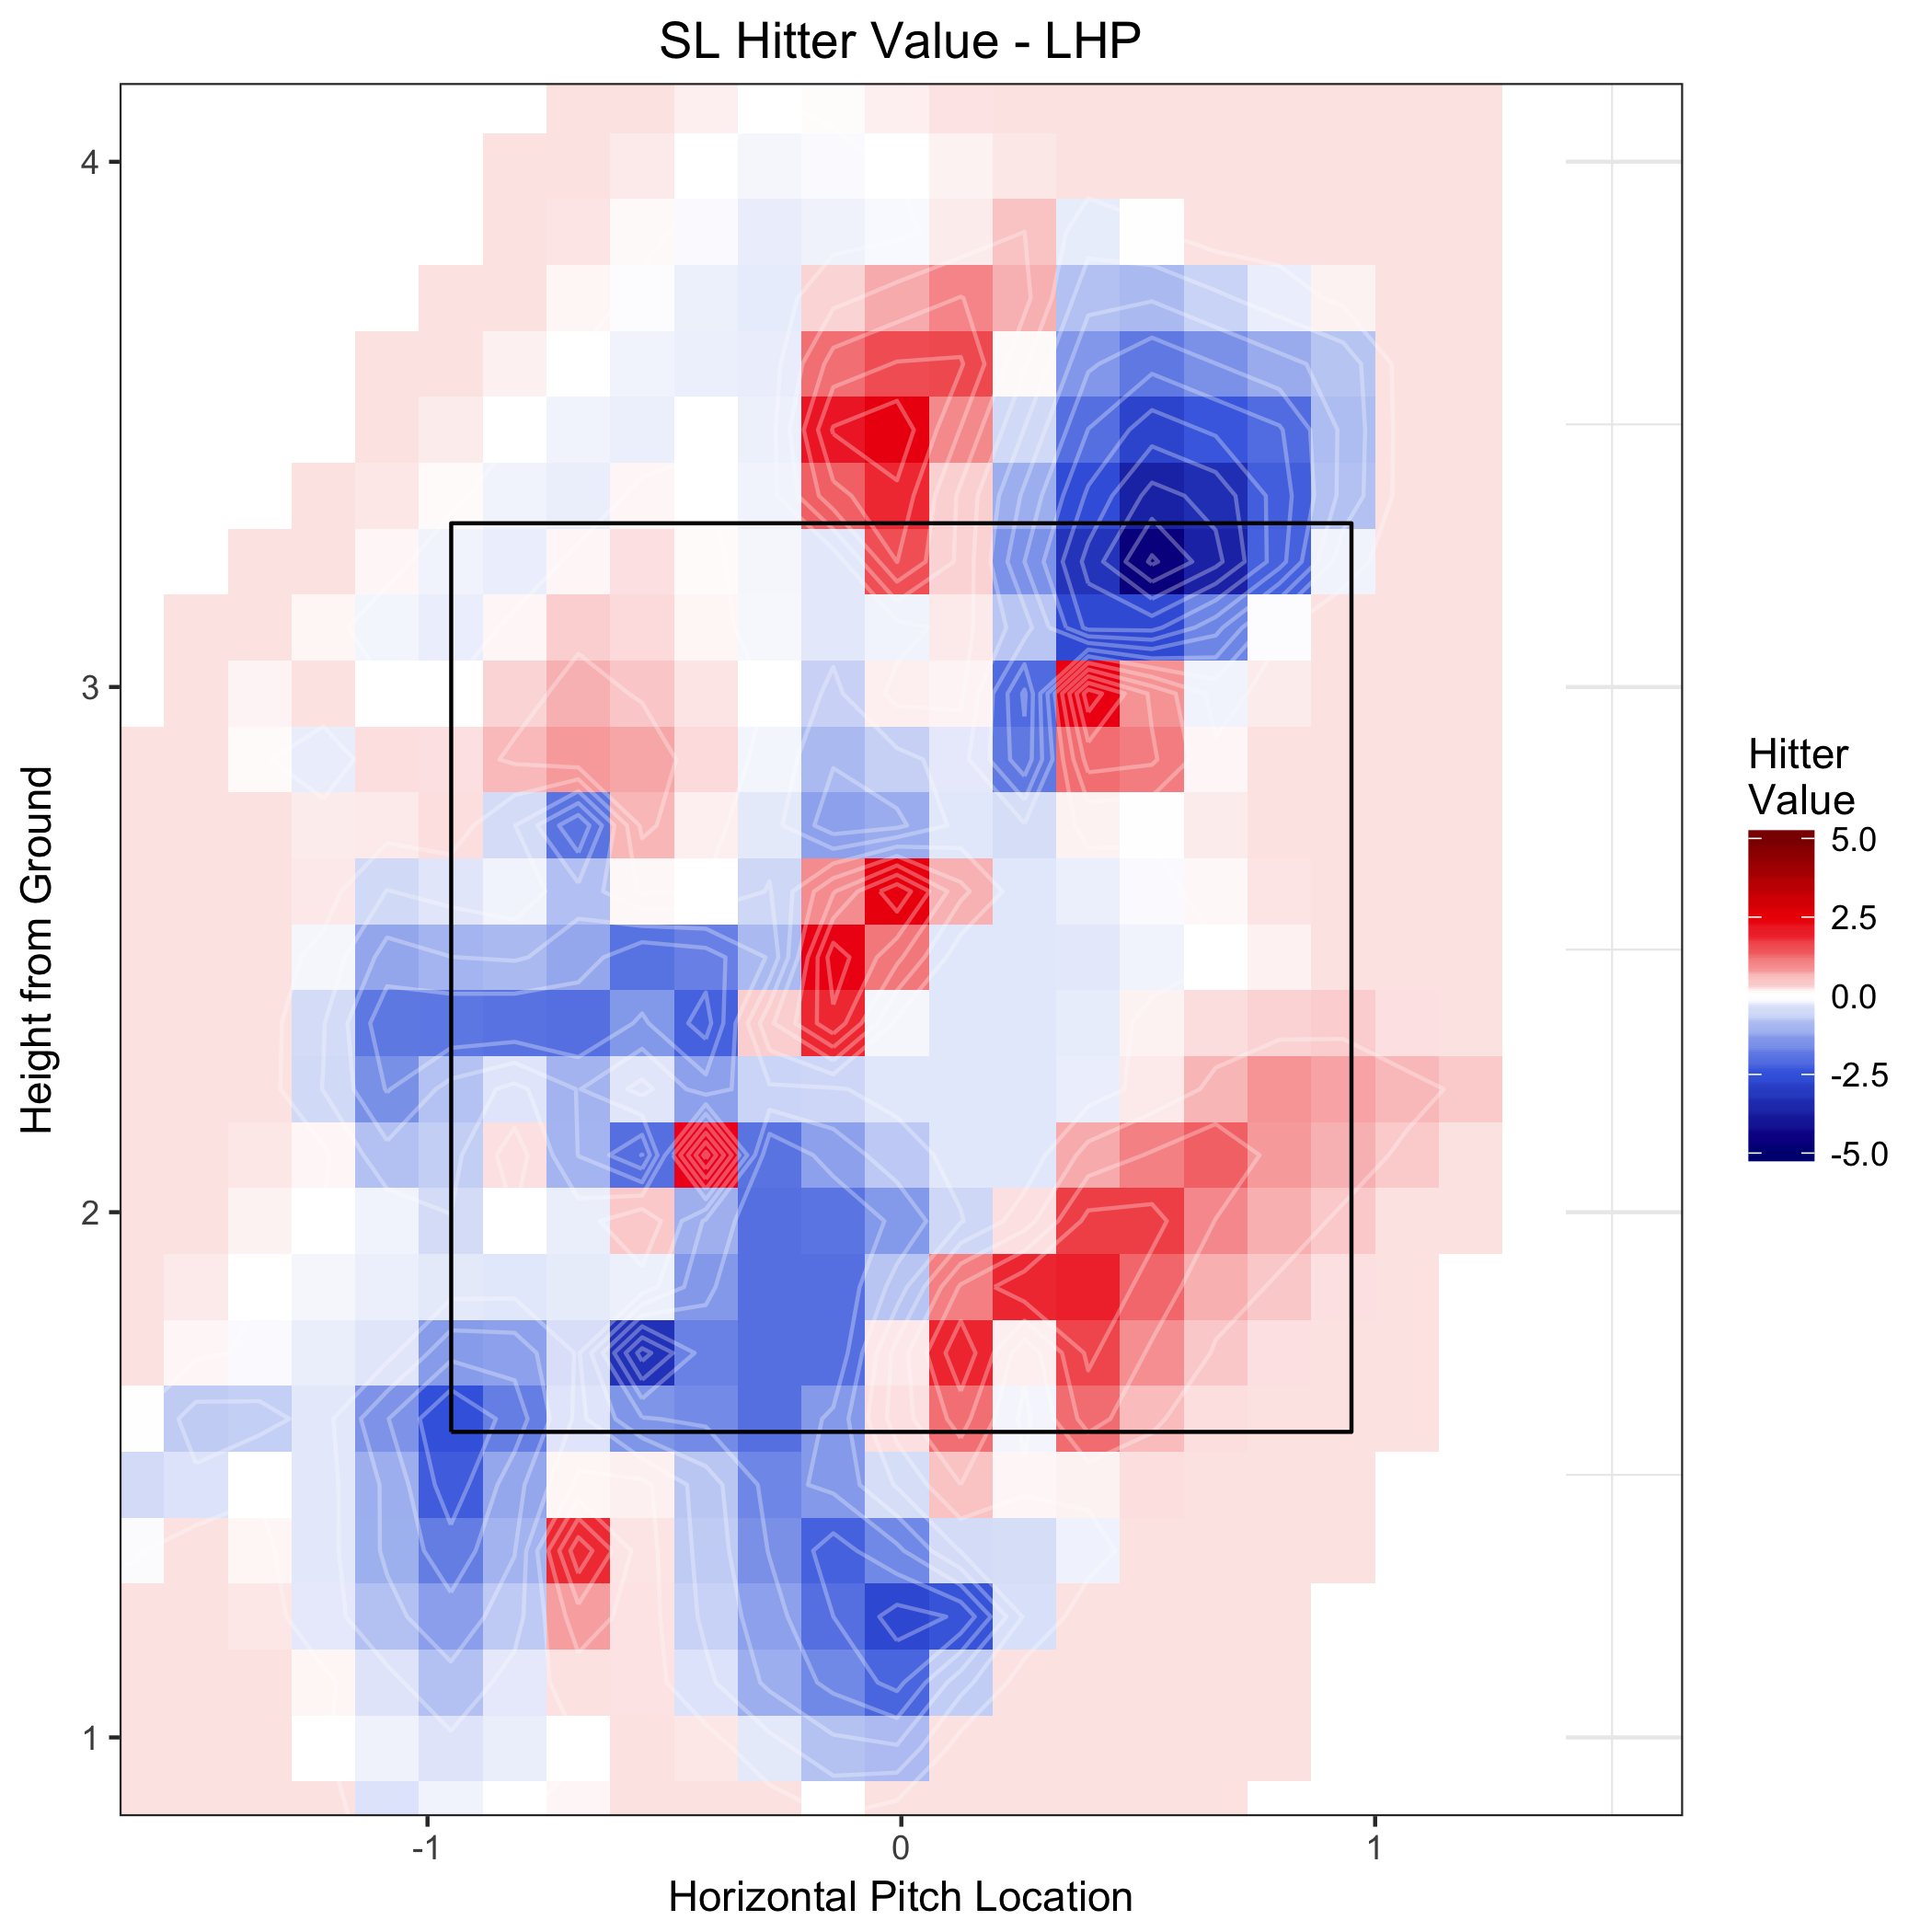 SL Hitter Value - LHP
4
3
2
1
Height from Ground
-1
0
1
Horizontal Pitch Location
Hitter
Value
5.0
2.5
0.0
-2.5
-5.0